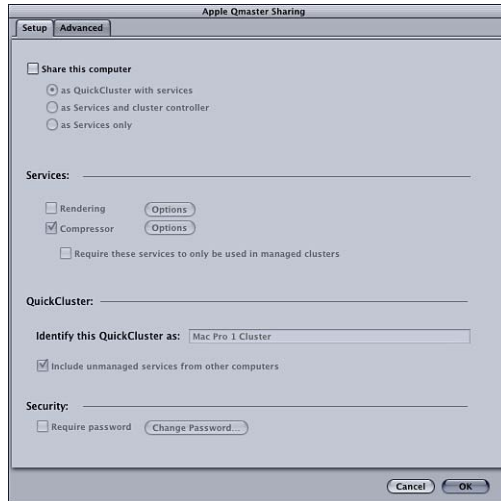 Apple Qmaster Sharing
Setup Advanced
Share this computer
as QuickCluster with services
as Services and cluster controller
as Services only
Services:
Rendering Options
Compressor Options
Require these services to only be used in managed clusters
QuickCluster:
Identify this QuickCluster as: Mac Pro 1 Cluster
Include unmanaged services from other computers
Security:
Require password Change Password...
Cancel OK